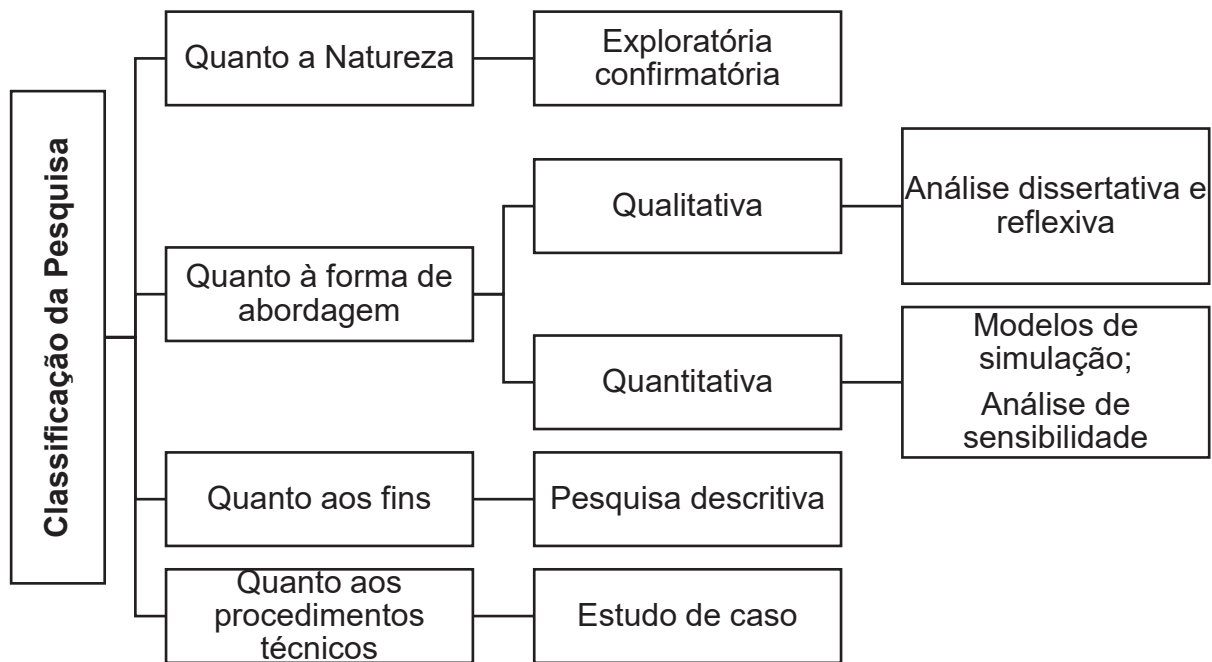 Classificação da Pesquisa
Quanto a Natureza
Exploratória
confirmatória
Quanto à forma de
abordagem
Qualitativa
Análise dissertativa e
reflexiva
Quantitativa
Modelos de
simulação;
Análise de
sensibilidade
Quanto aos fins
Pesquisa descritiva
Quanto aos
procedimentos
técnicos
Estudo de caso